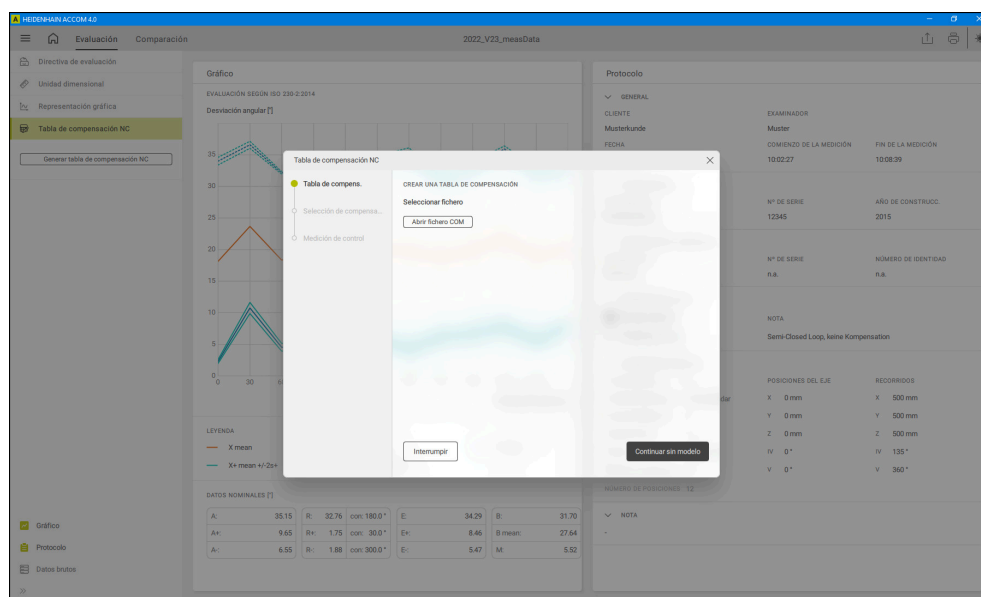 HEIDENHAIN ACCOM 4.0
Evaluación Comparación 2022_V23_measData
Directiva de evaluación
Unidad dimensional
Representación gráfica
Tabla de compensación NC
Generar tabla de compensación NC
Gráfico
EVALUACIÓN SEGÚN ISO 230-2:2014
Desviación angular ["]
35
30
25
20
15
10
5
0
0 30
LEYENDA
X mean
X+ mean +/-2s+
DATOS NOMINALES ["]
A: 35.15 R: 32.76 con: 180.0 ° E: 34.29 B: 31.70
A+: 9.65 R+: 1.75 con: 30.0 ° E+: 8.46 B mean: 27.64
A-: 6.55 R-: 1.88 con: 300.0 ° E-: 5.47 M: 5.52
Tabla de compensación NC
Tabla de compens.
Selección de compensa...
Medición de control
CREAR UNA TABLA DE COMPENSACIÓN
Seleccionar fichero
Abrir fichero COM
Interrumpir
Continuar sin modelo
Protocolo
GENERAL
CLIENTE EXAMINADOR
Musterkunde Muster
FECHA COMIENZO DE LA MEDICIÓN FIN DE LA MEDICIÓN
10:02:27 10:08:39
Nº DE SERIE AÑO DE CONSTRUCC.
12345 2015
Nº DE SERIE NÚMERO DE IDENTIDAD
n.a. n.a.
NOTA
Semi-Closed Loop, keine Kompensation
POSICIONES DEL EJE RECORRIDOS
X 0 mm X 500 mm
Y 0 mm Y 500 mm
Z 0 mm Z 500 mm
IV 0 ° IV 135 °
V 0 ° V 360 °
NÚMERO DE POSICIONES 12
NOTA
-
Gráfico
Protocolo
Datos brutos